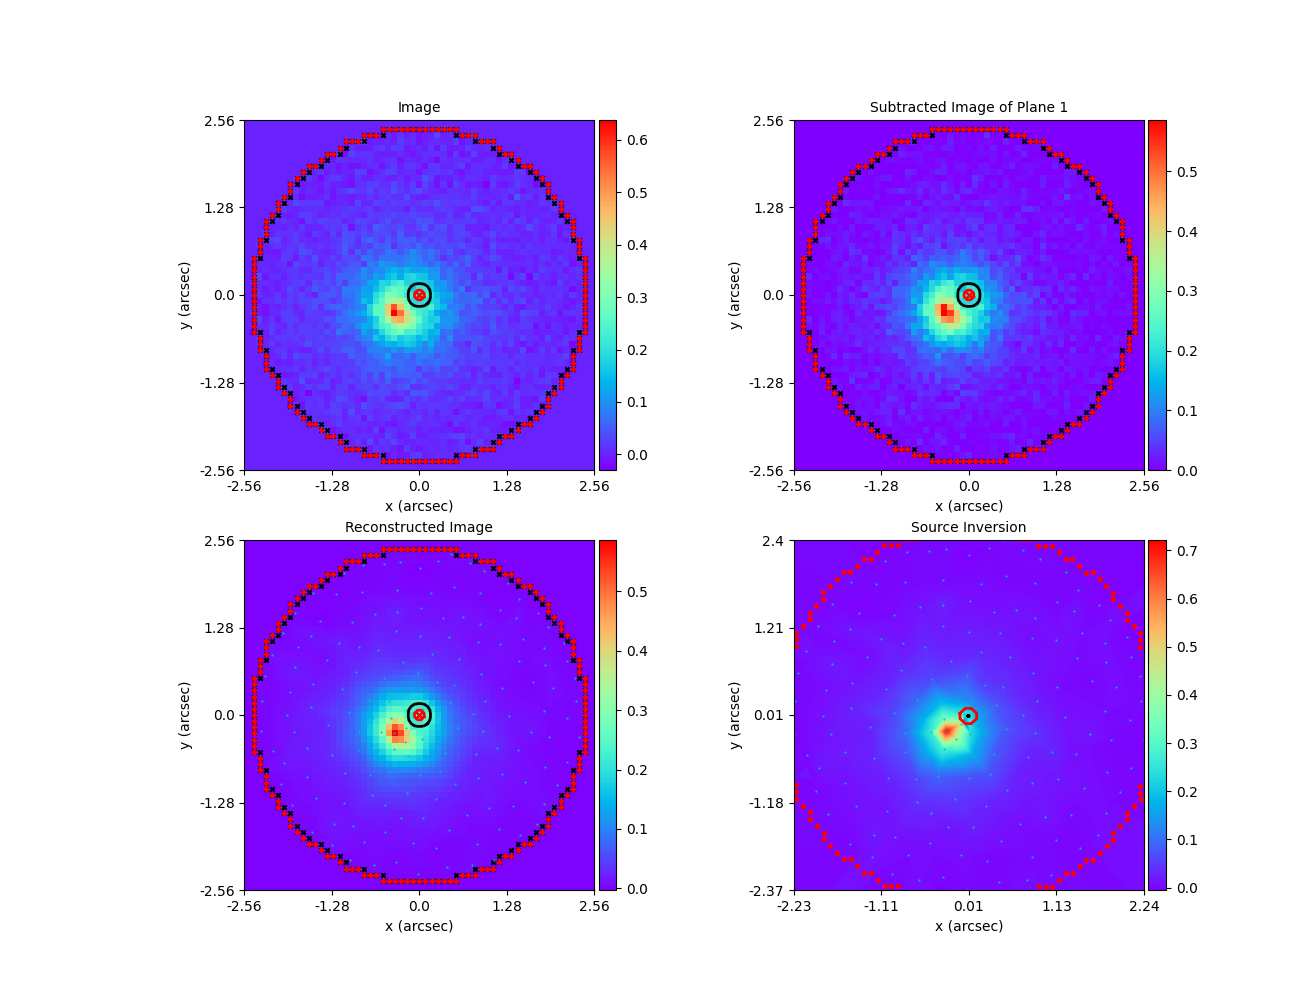 Image
2.56
1.28
0.0
-1.28
-2.56
y (arcsec)
-2.56 -1.28 0.0 1.28 2.56
x (arcsec)
0.6
0.5
0.4
0.3
0.2
0.1
0.0
Subtracted Image of Plane 1
2.56
1.28
0.0
-1.28
-2.56
y (arcsec)
-2.56 -1.28 0.0 1.28 2.56
x (arcsec)
0.5
0.4
0.3
0.2
0.1
0.0
Reconstructed Image
2.56
1.28
0.0
-1.28
-2.56
y (arcsec)
-2.56 -1.28 0.0 1.28 2.56
x (arcsec)
0.5
0.4
0.3
0.2
0.1
0.0
Source Inversion
2.4
1.21
0.01
-1.18
-2.37
y (arcsec)
-2.23 -1.11 0.01 1.13 2.24
x (arcsec)
0.7
0.6
0.5
0.4
0.3
0.2
0.1
0.0